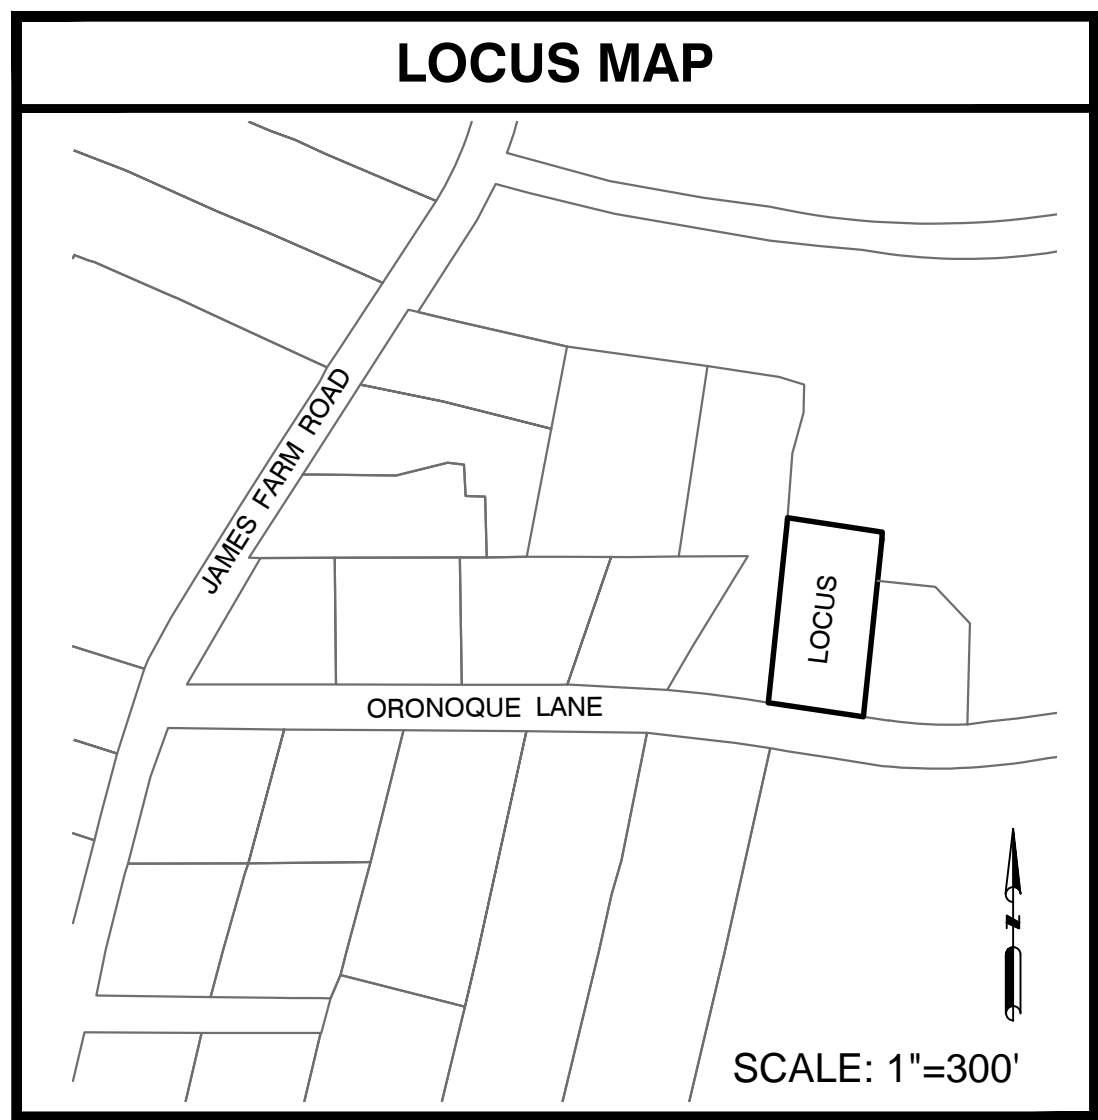 LOCUS MAP
JAMES FARM ROAD
LOCUS
ORONOQUE LANE
N
SCALE: 1"=300'